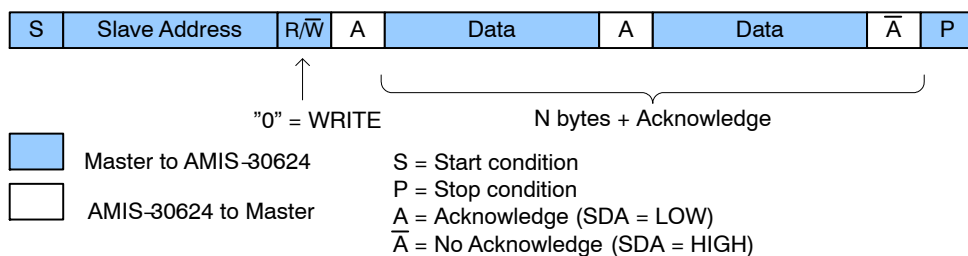 S Slave Address R/W̅ A Data A Data A̅ P
”0” = WRITE
N bytes + Acknowledge
Master to AMIS−30624
AMIS−30624 to Master
S = Start condition
P = Stop condition
A = Acknowledge (SDA = LOW)
A̅ = No Acknowledge (SDA = HIGH)